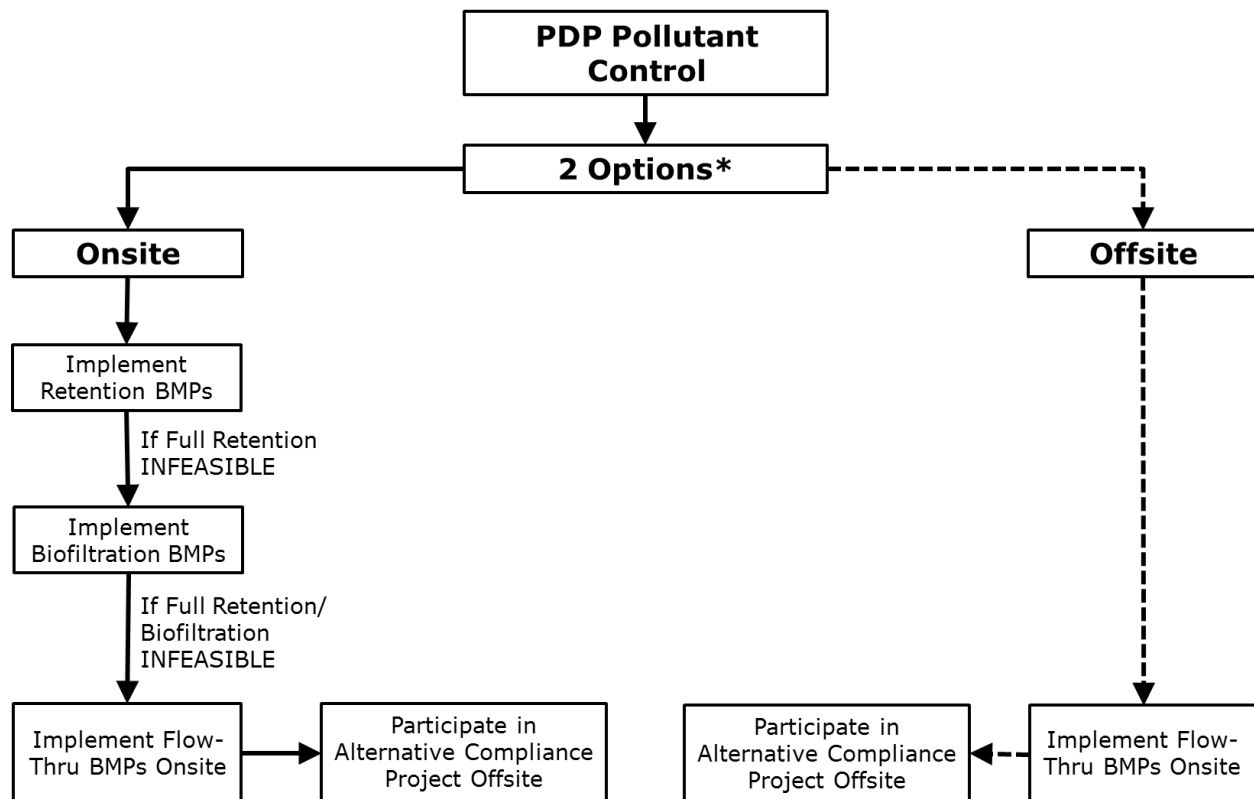 PDP Pollutant
Control
2 Options*
Onsite
Offsite
Implement
Retention BMPs
If Full Retention
INFEASIBLE
Implement
Biofiltration BMPs
If Full Retention/
Biofiltration
INFEASIBLE
Implement Flow-
Thru BMPs Onsite
Participate in
Alternative Compliance
Project Offsite
Participate in
Alternative Compliance
Project Offsite
Implement Flow-
Thru BMPs Onsite